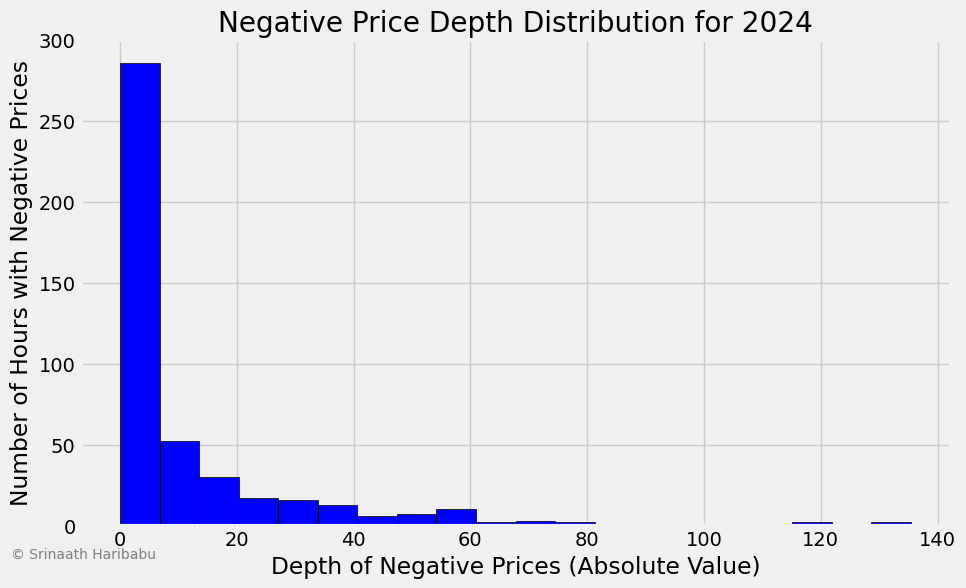 Negative Price Depth Distribution for 2024
Number of Hours with Negative Prices
300
250
200
150
100
50
0
0 20 40 60 80 100 120 140
Depth of Negative Prices (Absolute Value)
© Srinaath Haribabu